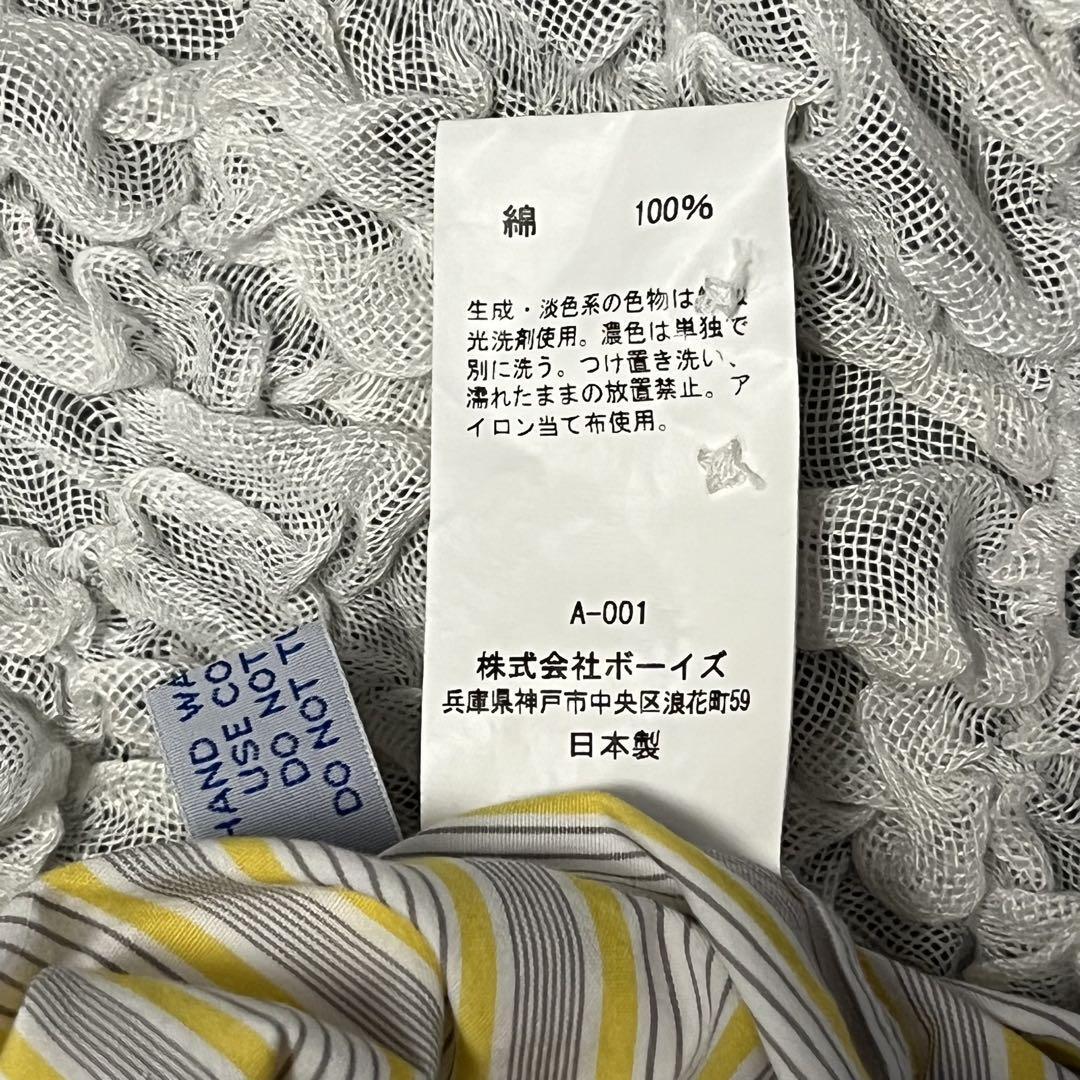 綿 100%
生成・淡色系の色物は
光洗剤使用。濃色は単独で
別に洗う。つけ置き洗い、
濡れたままの放置禁止。ア
イロン当て布使用。
A-001
株式会社ボーイズ
兵庫県神戸市中央区浪花町59
日本製
HAND WA
USE CO
DO NOT
DO NOT TU